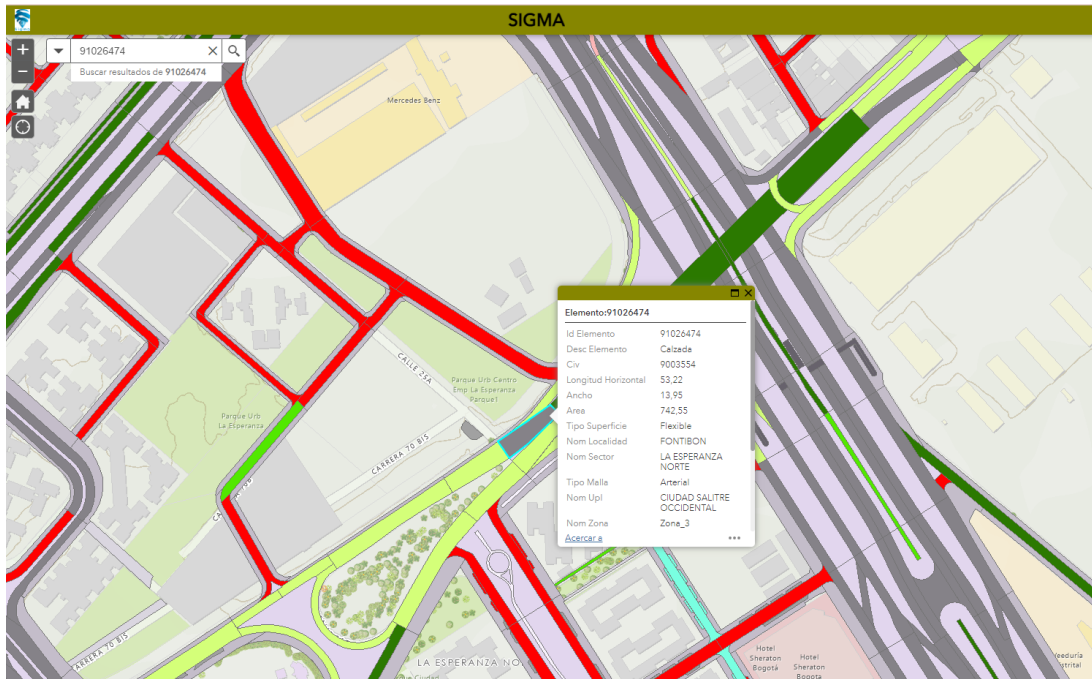 SIGMA
+
91026474
−
Buscar resultados de 91026474
Mercedes Benz
Elemento:91026474
Id Elemento 91026474
Desc Elemento Calzada
Civ 9003554
Longitud Horizontal 53,22
Ancho 13,95
Area 742,55
Tipo Superficie Flexible
Nom Localidad FONTIBON
Nom Sector LA ESPERANZA
NORTE
Tipo Malla Arterial
Nom Upl CIUDAD SALITRE
OCCIDENTAL
Nom Zona Zona_3
Acercar a
CALLE 25A
Parque Urb Centro
Emp La Esperanza
Parque1
Parque Urb
La Esperanza
CARRERA 70 BIS
CARRERA 70 BIS
LA ESPERANZA NO
Ciudad
Hotel
Sheraton
Bogotá
Hotel
Sheraton
Bogota
Veeduría